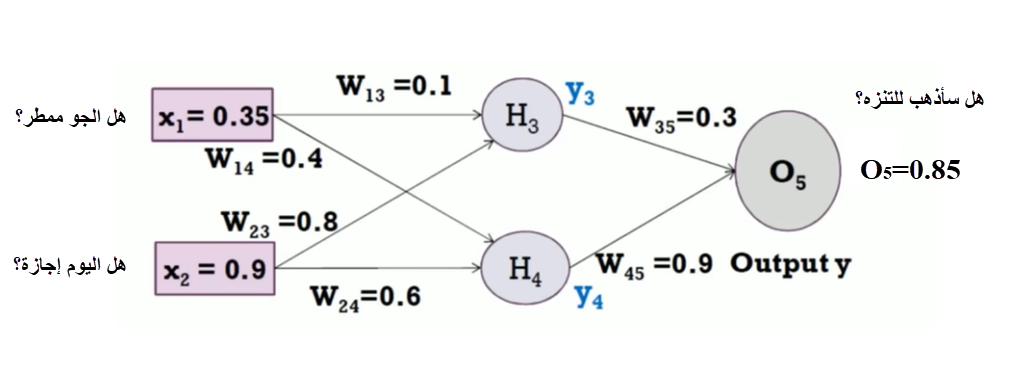 هل الجو ممطر؟
x₁= 0.35
W₁₃ =0.1
W₁₄ =0.4
H₃
y₃
W₃₅=0.3
هل سأذهب للتنزه؟
O₅
O₅=0.85
هل اليوم إجازة؟
x₂ = 0.9
W₂₃ =0.8
W₂₄=0.6
H₄
y₄
W₄₅ =0.9 Output y